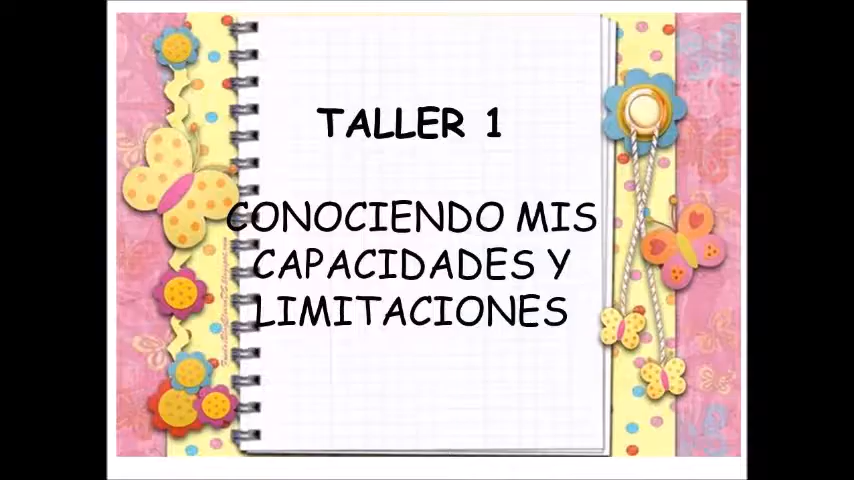 TALLER 1
CONOCIENDO MIS
CAPACIDADES Y
LIMITACIONES